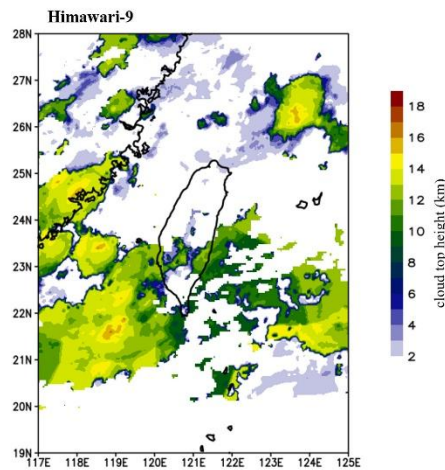 Himawari-9
28N
27N
26N
25N
24N
23N
22N
21N
20N
19N
117E 118E 119E 120E 121E 122E 123E 124E 125E
18
16
14
12
10
8
6
4
2
cloud top height (km)